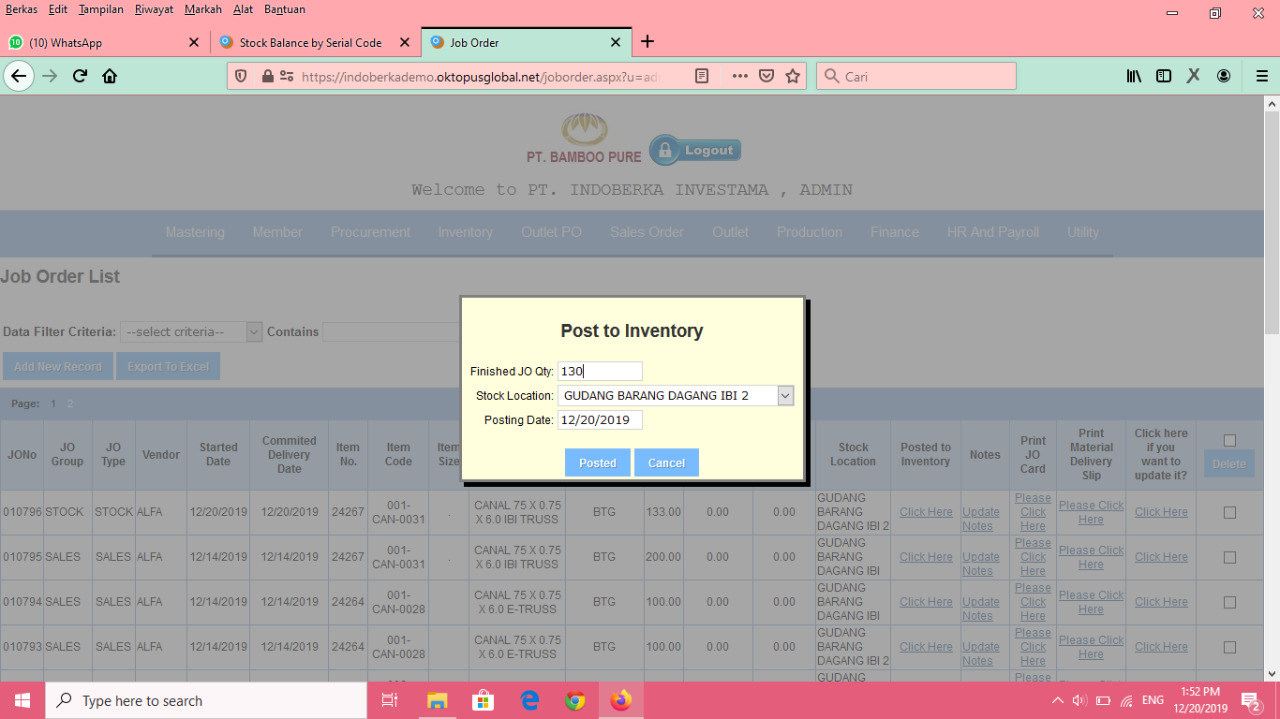 Berkas Edit Tampilan Riwayat Markah Alat Bantuan
(10) WhatsApp
Stock Balance by Serial Code
Job Order
https://indoberkademo.oktopusglobal.net/joborder.aspx?u=adm
Cari
PT. BAMBOO PURE
Logout
Welcome to PT. INDOBERKA INVESTAMA , ADMIN
Mastering Member Procurement Inventory Outlet PO Sales Order Outlet Production Finance HR And Payroll Utility
Job Order List
Data Filter Criteria: --select criteria-- Contains
Add New Record Export To Excel
Page: 1 2
Post to Inventory
Finished JO Qty: 130
Stock Location: GUDANG BARANG DAGANG IBI 2
Posting Date: 12/20/2019
Posted Cancel
JONo JO Group JO Type Vendor Started Date Commited Delivery Date Item No. Item Code Item Size Stock Location Posted to Inventory Notes Print JO Card Print Material Delivery Slip Click here if you want to update it? Delete
010796 STOCK STOCK ALFA 12/20/2019 12/20/2019 24267 001-CAN-0031 . CANAL 75 X 0.75 X 6.0 IBI TRUSS BTG 133.00 0.00 0.00 GUDANG BARANG DAGANG IBI 2 Click Here Update Notes Please Click Here Please Click Here Click Here
010795 SALES SALES ALFA 12/14/2019 12/14/2019 24267 001-CAN-0031 . CANAL 75 X 0.75 X 6.0 IBI TRUSS BTG 200.00 0.00 0.00 GUDANG BARANG DAGANG IBI Click Here Update Notes Please Click Here Please Click Here Click Here
010794 SALES SALES ALFA 12/14/2019 12/14/2019 24264 001-CAN-0028 CANAL 75 X 0.75 X 6.0 E-TRUSS BTG 100.00 0.00 0.00 GUDANG BARANG DAGANG IBI Click Here Update Notes Please Click Here Please Click Here Click Here
010793 SALES SALES ALFA 12/14/2019 12/14/2019 24264 001-CAN-0028 CANAL 75 X 0.75 X 6.0 E-TRUSS BTG 100.00 0.00 0.00 GUDANG BARANG DAGANG IBI 2 Click Here Update Notes Please Click Here Please Click Here Click Here
GUDANG Please
Type here to search
ENG
1:52 PM
12/20/2019
2